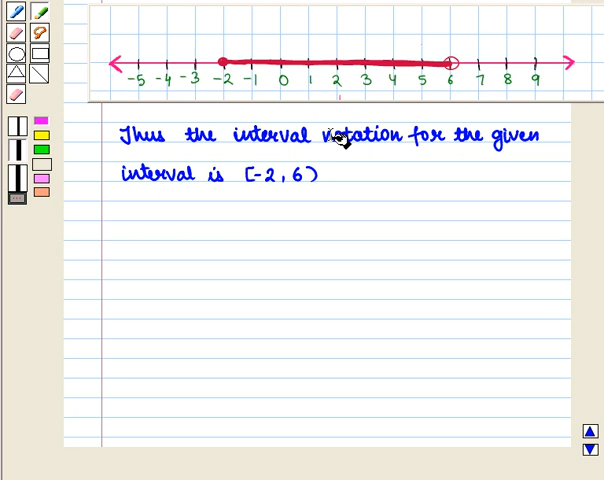 -5 -4 -3 -2 -1 0 1 2 3 4 5 6 7 8 9
Thus the interval notation for the given
interval is [-2, 6)